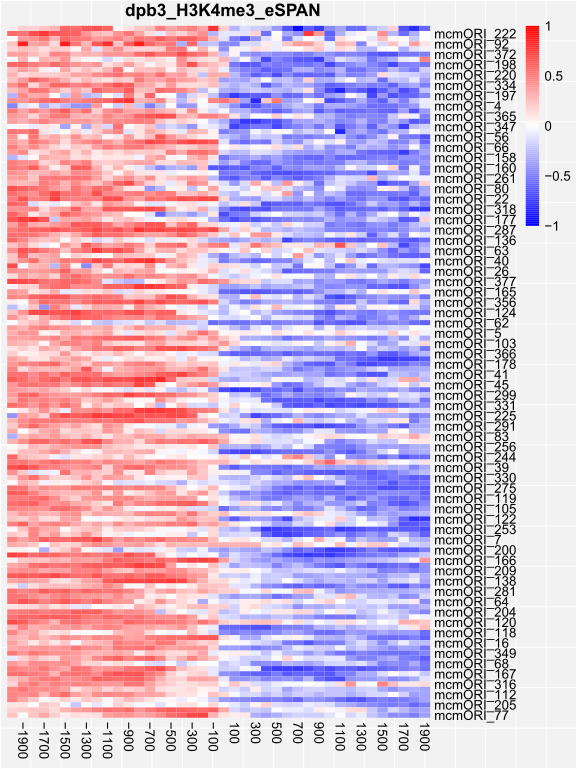 dpb3_H3K4me3_eSPAN
mcmORI_222
mcmORI_92
mcmORI_372
mcmORI_198
mcmORI_220
mcmORI_334
mcmORI_197
mcmORI_4
mcmORI_365
mcmORI_347
mcmORI_56
mcmORI_66
mcmORI_158
mcmORI_160
mcmORI_261
mcmORI_80
mcmORI_22
mcmORI_318
mcmORI_177
mcmORI_287
mcmORI_136
mcmORI_63
mcmORI_40
mcmORI_26
mcmORI_377
mcmORI_165
mcmORI_356
mcmORI_124
mcmORI_62
mcmORI_5
mcmORI_103
mcmORI_366
mcmORI_178
mcmORI_41
mcmORI_45
mcmORI_299
mcmORI_331
mcmORI_225
mcmORI_291
mcmORI_83
mcmORI_256
mcmORI_244
mcmORI_39
mcmORI_330
mcmORI_275
mcmORI_119
mcmORI_105
mcmORI_122
mcmORI_253
mcmORI_7
mcmORI_200
mcmORI_166
mcmORI_209
mcmORI_138
mcmORI_281
mcmORI_64
mcmORI_204
mcmORI_120
mcmORI_118
mcmORI_16
mcmORI_349
mcmORI_68
mcmORI_167
mcmORI_316
mcmORI_112
mcmORI_205
mcmORI_77
1
0.5
0
−0.5
−1
−1900
−1700
−1500
−1300
−1100
−900
−700
−500
−300
−100
100
300
500
700
900
1100
1300
1500
1700
1900